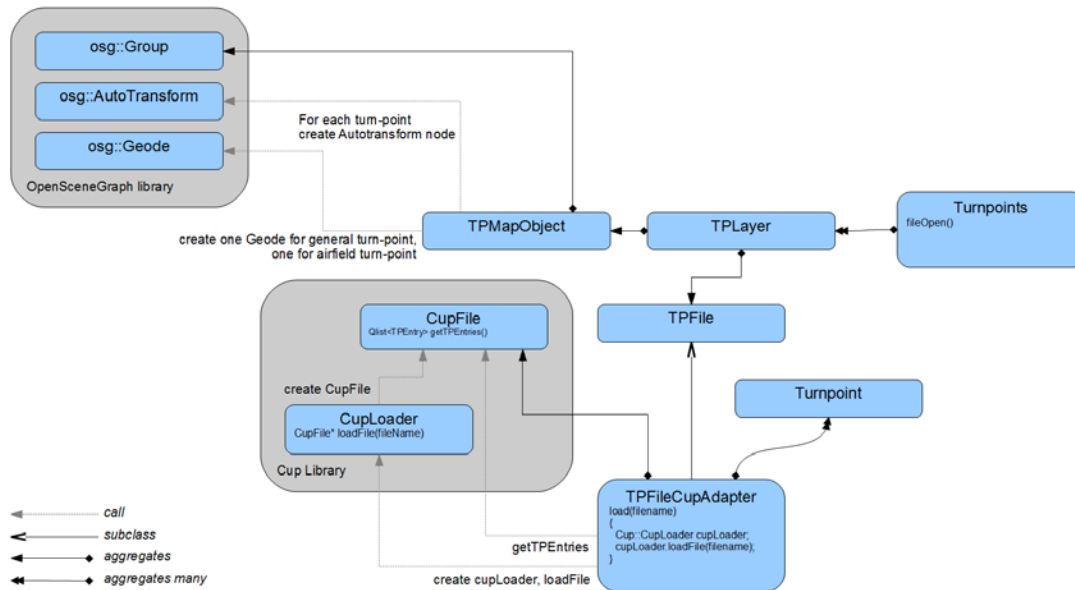 osg::Group
osg::AutoTransform
osg::Geode
OpenSceneGraph library
For each turn-point
create Autotransform node
create one Geode for general turn-point,
one for airfield turn-point
TPMapObject
TPLayer
Turnpoints
fileOpen()
TPFile
CupFile
Qlist<TPEntry> getTPEntries()
create CupFile
CupLoader
CupFile* loadFile(fileName)
Cup Library
Turnpoint
TPFileCupAdapter
load(filename)
{
Cup::CupLoader cupLoader;
cupLoader.loadFile(filename);
}
getTPEntries
create cupLoader, loadFile
call
subclass
aggregates
aggregates many